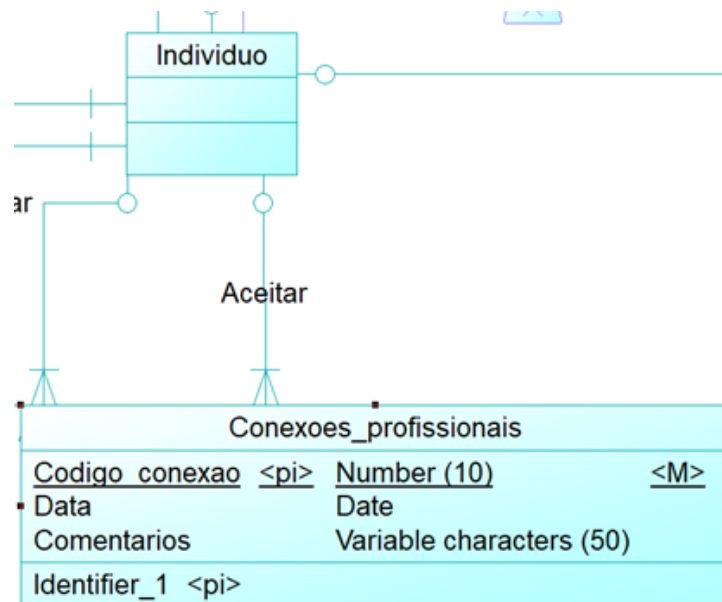 Individuo
ar
Aceitar
Conexoes_profissionais
Codigo_conexao <pi> Number (10) <M>
Data Date
Comentarios Variable characters (50)
Identifier_1 <pi>